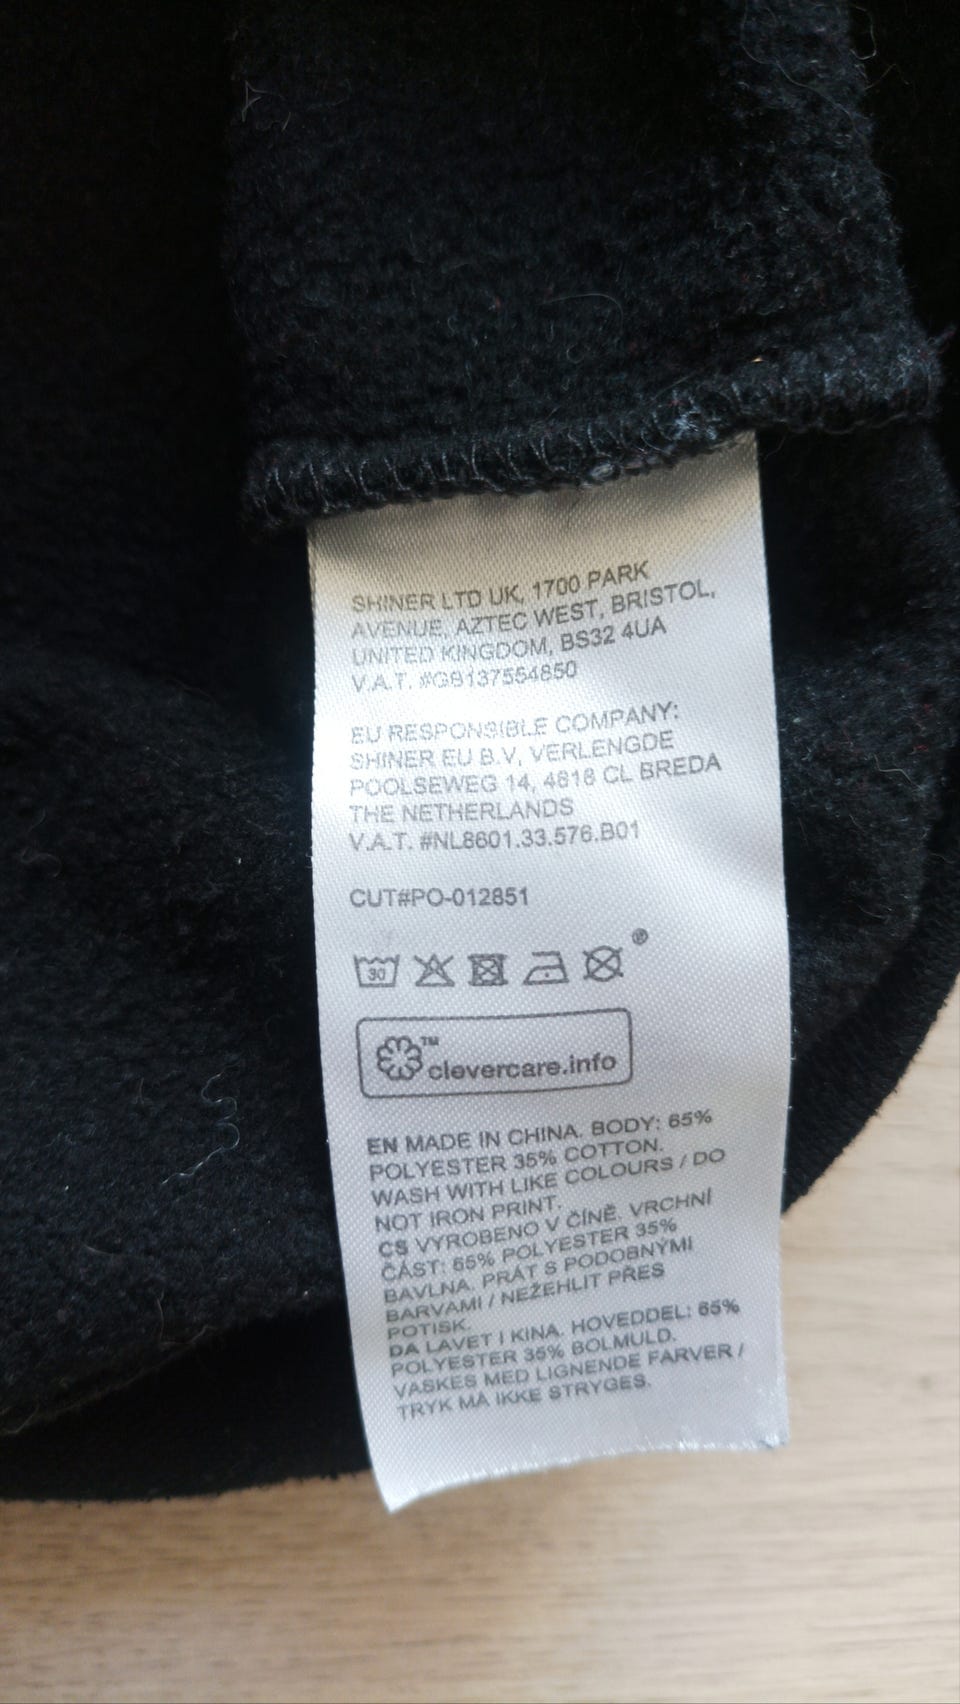 SHINER LTD UK, 1700 PARK
AVENUE, AZTEC WEST, BRISTOL,
UNITED KINGDOM, BS32 4UA
V.A.T. #GB137554850
EU RESPONSIBLE COMPANY:
SHINER EU B.V, VERLENGDE
POOLSEWEG 14, 4818 CL BREDA
THE NETHERLANDS
V.A.T. #NL8601.33.576.B01
CUT#PO-012851
30 ®
™ clevercare.info
EN MADE IN CHINA. BODY: 65%
POLYESTER 35% COTTON.
WASH WITH LIKE COLOURS / DO
NOT IRON PRINT.
CS VYROBENO V ČÍNĚ. VRCHNÍ
ČÁST: 65% POLYESTER 35%
BAVLNA. PRÁT S PODOBNÝMI
BARVAMI / NEŽEHLIT PŘES
POTISK.
DA LAVET I KINA. HOVEDDEL: 65%
POLYESTER 35% BOLMULD.
VASKES MED LIGNENDE FARVER /
TRYK MÅ IKKE STRYGES.